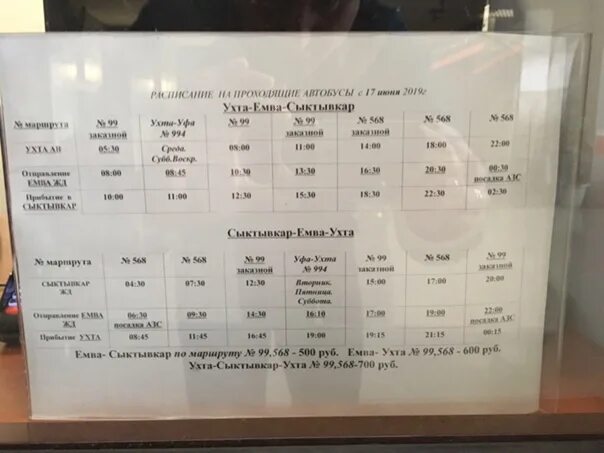 РАСПИСАНИЕ НА ПРОХОДЯЩИЕ АВТОБУСЫ с 17 июня 2019г
Ухта-Емва-Сыктывкар
№ маршрута № 99 заказной Ухта-Уфа № 994 № 99 № 99 заказной № 568 № 568 № 568
УХТА АВ 05:30 Среда. Субб.Воскр. 08:00 11:00 14:00 18:00 22:00
Отправление ЕМВА ЖД 08:00 08:45 10:30 13:30 16:30 20:30 00:30 посадка АЗС
Прибытие в СЫКТЫВКАР 10:00 11:00 12:30 15:30 18:30 22:30 02:30
Сыктывкар-Емва-Ухта
№ маршрута № 568 № 568 № 99 заказной Уфа-Ухта № 994 № 99 заказной № 568 № 99 заказной
СЫКТЫВКАР ЖД 04:30 07:30 12:30 Вторник. Пятница. Суббота. 15:00 17:00 20:00
Отправление ЕМВА ЖД 06:30 посадка АЗС 09:30 14:30 16:10 17:00 19:00 22:00 посадка АЗС
Прибытие УХТА 08:45 11:45 16:45 19:00 19:15 21:15 00:15
Емва- Сыктывкар по маршруту № 99,568 - 500 руб. Емва- Ухта № 99,568 - 600 руб.
Ухта-Сыктывкар-Ухта № 99,568-700 руб.